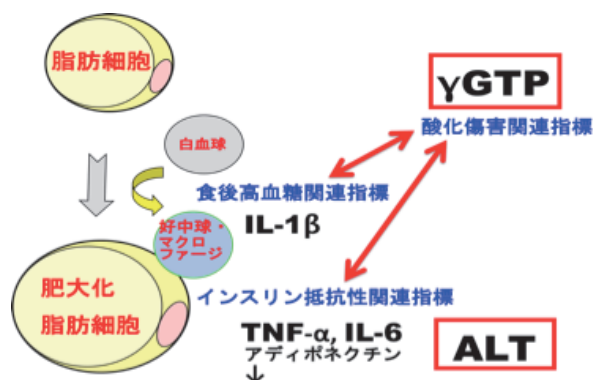 脂肪細胞
γGTP
酸化傷害関連指標
白血球
食後高血糖関連指標
IL-1β
好中球・
マクロ
ファージ
インスリン抵抗性関連指標
肥大化
脂肪細胞
TNF-α, IL-6
アディポネクチン
↓
ALT